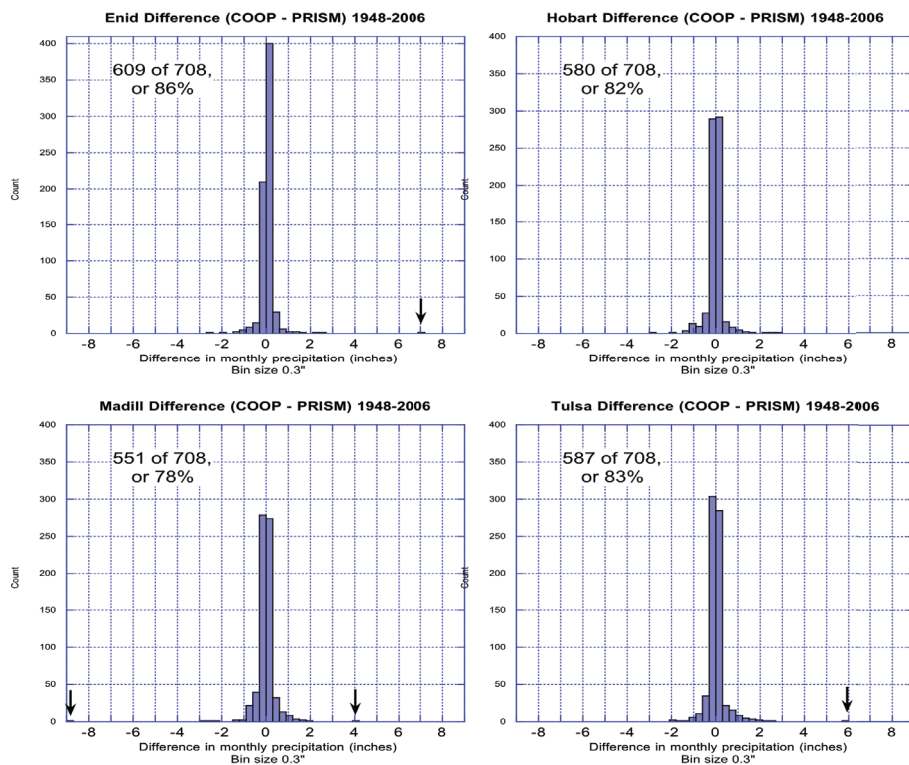 Enid Difference (COOP - PRISM) 1948-2006
400
350
300
250
200
150
100
50
0
Count
609 of 708,
or 86%
-8 -6 -4 -2 0 2 4 6 8
Difference in monthly precipitation (inches)
Bin size 0.3"
Hobart Difference (COOP - PRISM) 1948-2006
400
350
300
250
200
150
100
50
0
Count
580 of 708,
or 82%
-8 -6 -4 -2 0 2 4 6 8
Difference in monthly precipitation (inches)
Bin size 0.3"
Madill Difference (COOP - PRISM) 1948-2006
400
350
300
250
200
150
100
50
0
Count
551 of 708,
or 78%
-8 -6 -4 -2 0 2 4 6 8
Difference in monthly precipitation (inches)
Bin size 0.3"
Tulsa Difference (COOP - PRISM) 1948-2006
400
350
300
250
200
150
100
50
0
Count
587 of 708,
or 83%
-8 -6 -4 -2 0 2 4 6 8
Difference in monthly precipitation (inches)
Bin size 0.3"